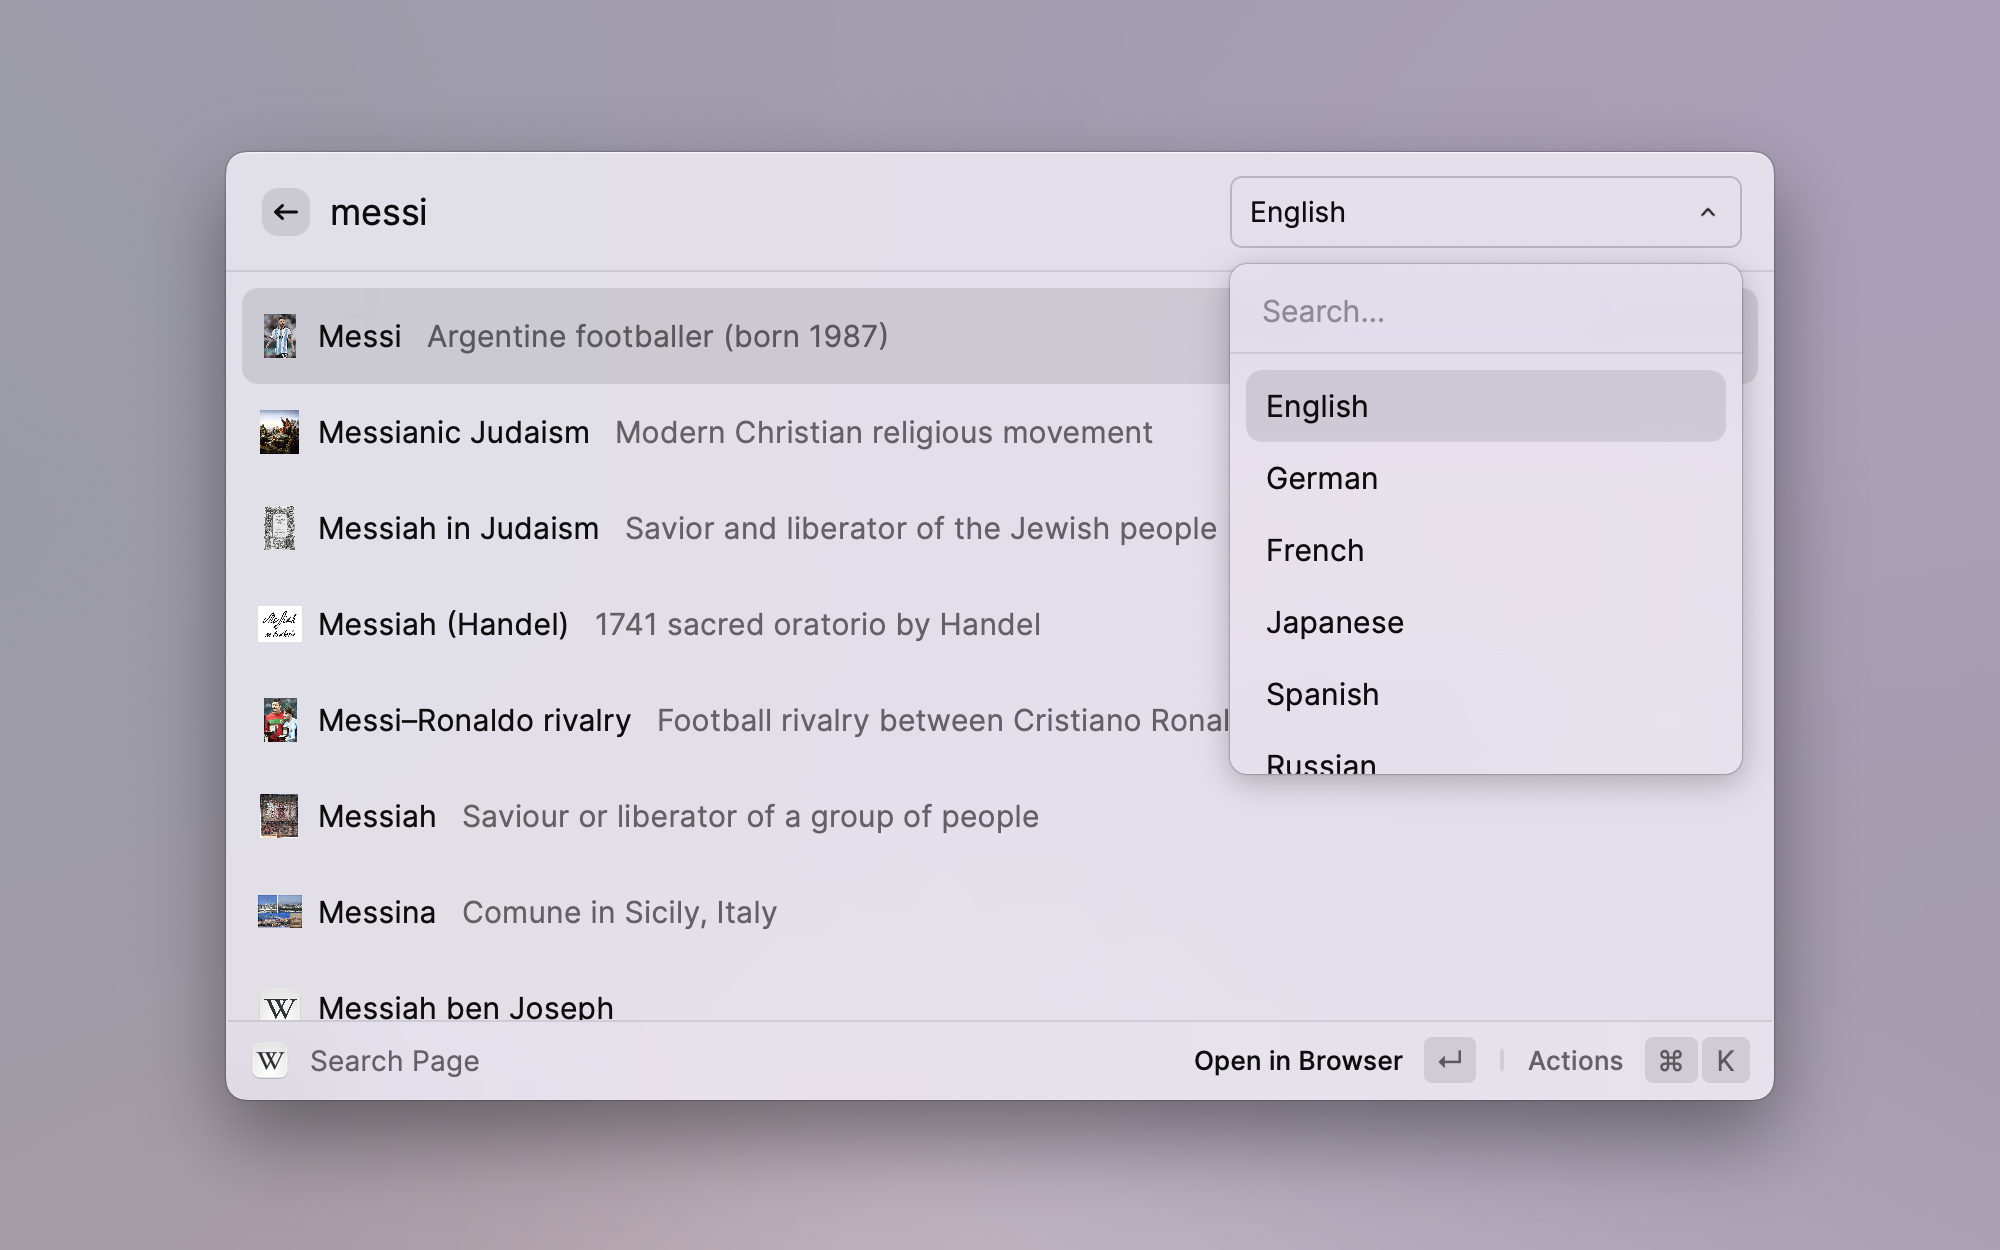 messi
English
Search...
English
German
French
Japanese
Spanish
Russian
Messi Argentine footballer (born 1987)
Messianic Judaism Modern Christian religious movement
Messiah in Judaism Savior and liberator of the Jewish people
Messiah (Handel) 1741 sacred oratorio by Handel
Messi–Ronaldo rivalry Football rivalry between Cristiano Ronal
Messiah Saviour or liberator of a group of people
Messina Comune in Sicily, Italy
W Messiah ben Joseph
W Search Page
Open in Browser ↵ Actions ⌘ K